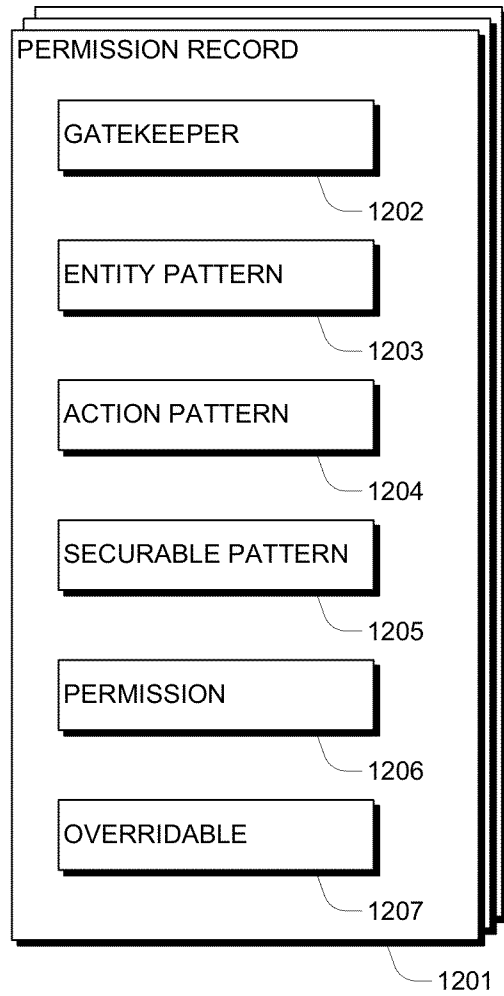 PERMISSION RECORD
GATEKEEPER
1202
ENTITY PATTERN
1203
ACTION PATTERN
1204
SECURABLE PATTERN
1205
PERMISSION
1206
OVERRIDABLE
1207
1201